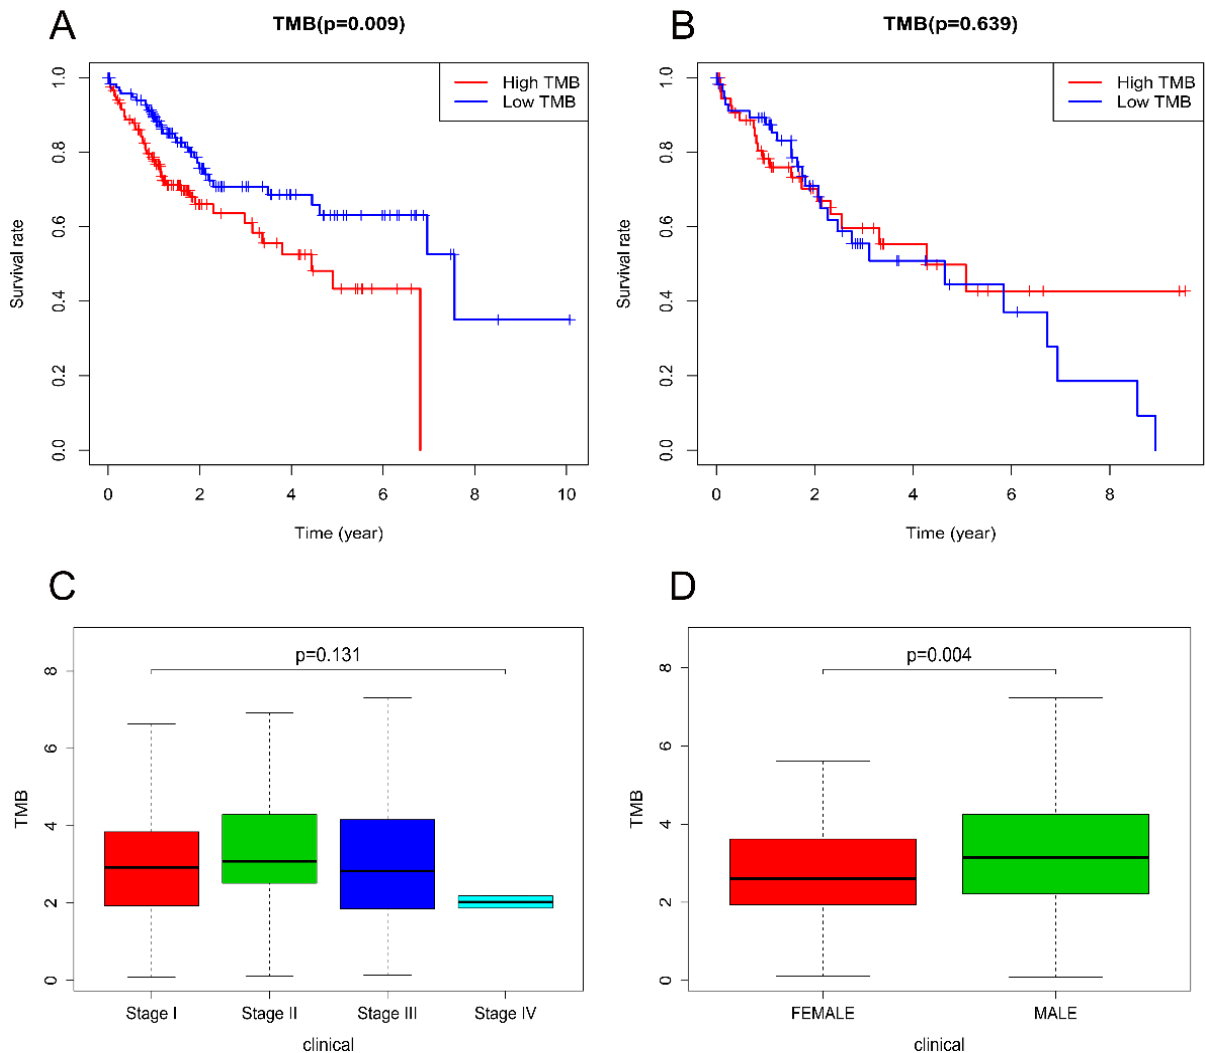 A
TMB(p=0.009)
High TMB
Low TMB
Survival rate
1.0
0.8
0.6
0.4
0.2
0.0
0 2 4 6 8 10
Time (year)
B
TMB(p=0.639)
High TMB
Low TMB
Survival rate
1.0
0.8
0.6
0.4
0.2
0.0
0 2 4 6 8
Time (year)
C
p=0.131
TMB
8
6
4
2
0
Stage I Stage II Stage III Stage IV
clinical
D
p=0.004
TMB
8
6
4
2
0
FEMALE MALE
clinical